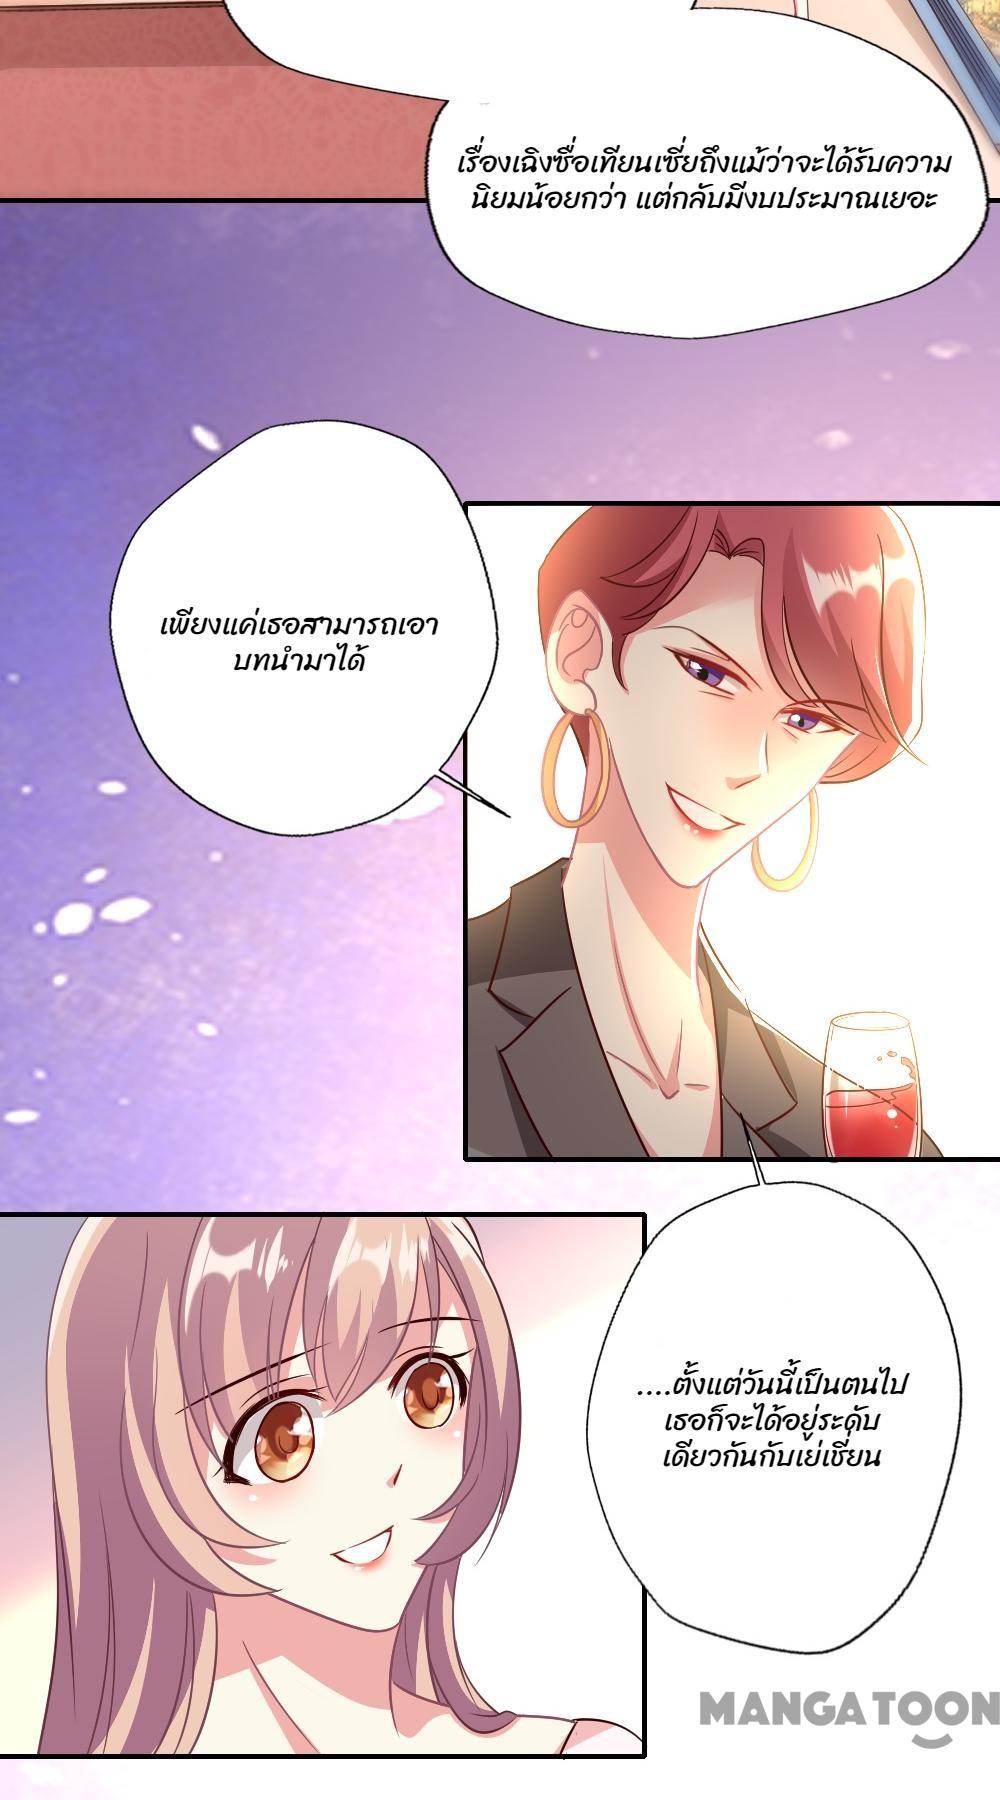 เรื่องเฉิงซื่อเทียนเซี่ยถึงแม้ว่าจะได้รับความ
นิยมน้อยกว่า แต่กลับมีงบประมาณเยอะ
เพียงแค่เธอสามารถเอา
บทนำมาได้
....ตั้งแต่วันนี้เป็นตนไป
เธอก็จะได้อยู่ระดับ
เดียวกันกับเย่เชี่ยน
MANGATOON